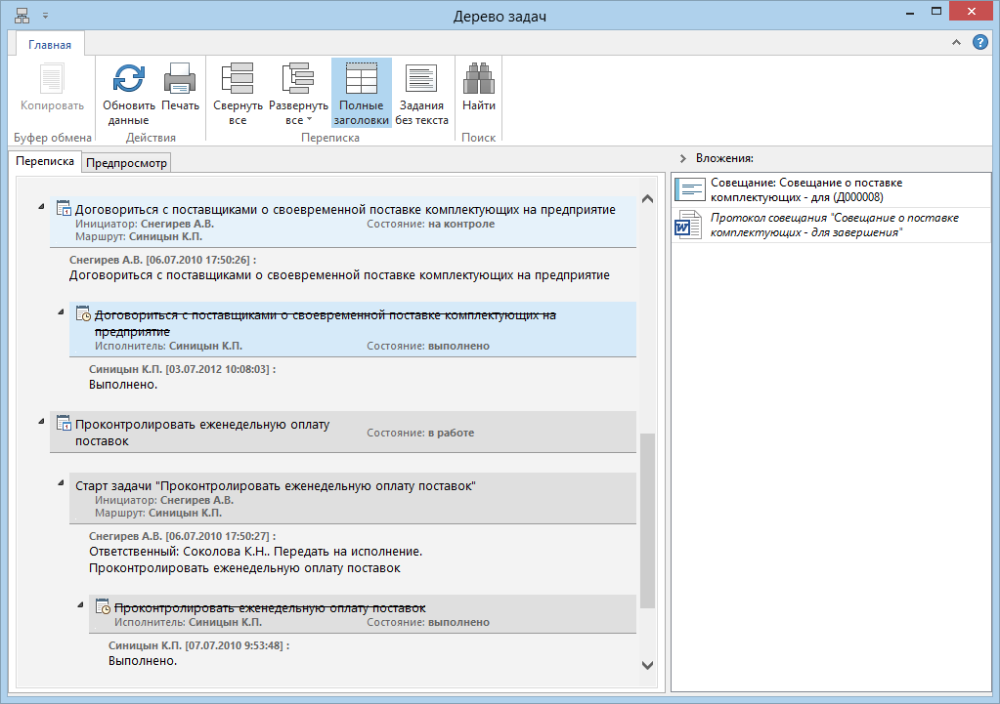 Дерево задач
Главная
Копировать
Обновить
данные
Печать
Свернуть
все
Развернуть
все
Полные
заголовки
Задания
без текста
Найти
Буфер обмена
Действия
Переписка
Поиск
Переписка
Предпросмотр
Вложения:
Договориться с поставщиками о своевременной поставке комплектующих на предприятие
Инициатор: Снегирев А.В.
Состояние: на контроле
Маршрут: Синицын К.П.
Снегирев А.В. [06.07.2010 17:50:26] :
Договориться с поставщиками о своевременной поставке комплектующих на предприятие
Договориться с поставщиками о своевременной поставке комплектующих на
предприятие
Исполнитель: Синицын К.П.
Состояние: выполнено
Синицын К.П. [03.07.2012 10:08:03] :
Выполнено.
Проконтролировать еженедельную оплату
поставок
Состояние: в работе
Старт задачи "Проконтролировать еженедельную оплату поставок"
Инициатор: Снегирев А.В.
Маршрут: Синицын К.П.
Снегирев А.В. [06.07.2010 17:50:27] :
Ответственный: Соколова К.Н.. Передать на исполнение.
Проконтролировать еженедельную оплату поставок
Проконтролировать еженедельную оплату поставок
Исполнитель: Синицын К.П.
Состояние: выполнено
Синицын К.П. [07.07.2010 9:53:48] :
Выполнено.
Совещание: Совещание о поставке
комплектующих - для (Д000008)
Протокол совещания "Совещание о поставке
комплектующих - для завершения"